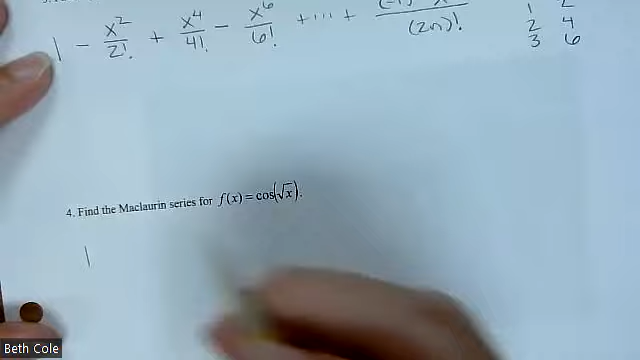 1 - x²/2! + x⁴/4! - x⁶/6! + ⋯ + /(2n)!
1 2
2 4
3 6
4. Find the Maclaurin series for f(x) = cos(√x).
1
Beth Cole